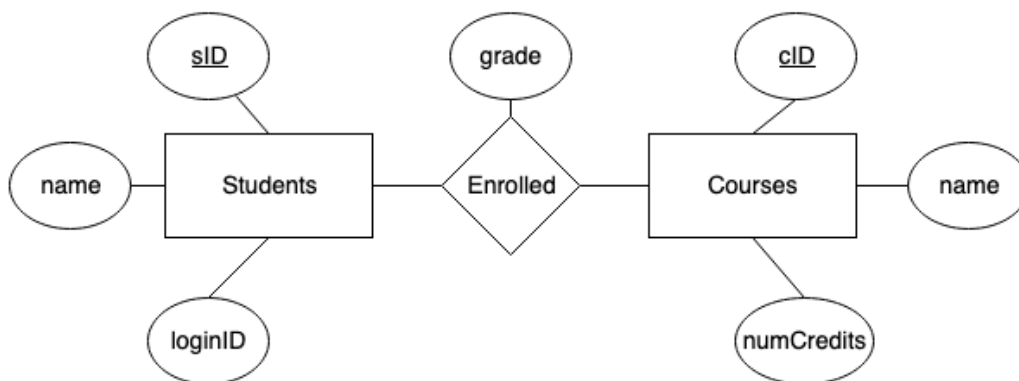 sID
grade
cID
name
Students
Enrolled
Courses
name
loginID
numCredits